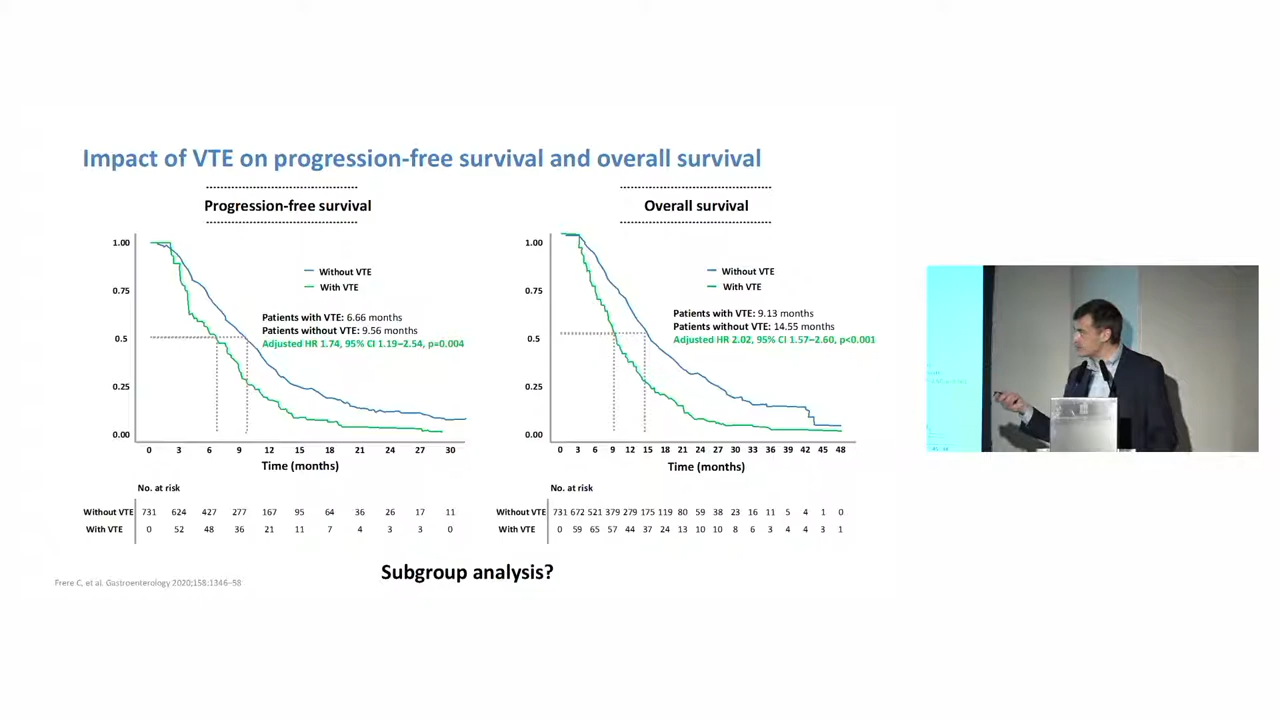 Impact of VTE on progression-free survival and overall survival
Progression-free survival
1.00
0.75
0.5
0.25
0.00
Without VTE
With VTE
Patients with VTE: 6.66 months
Patients without VTE: 9.56 months
Adjusted HR 1.74, 95% CI 1.19–2.54, p=0.004
0 3 6 9 12 15 18 21 24 27 30
Time (months)
No. at risk
Without VTE 731 624 427 277 167 95 64 36 26 17 11
With VTE 0 52 48 36 21 11 7 4 3 3 0
Overall survival
1.00
0.75
0.5
0.25
0.00
Without VTE
With VTE
Patients with VTE: 9.13 months
Patients without VTE: 14.55 months
Adjusted HR 2.02, 95% CI 1.57–2.60, p<0.001
0 3 6 9 12 15 18 21 24 27 30 33 36 39 42 45 48
Time (months)
No. at risk
Without VTE 731 672 521 379 279 175 119 80 59 38 23 16 11 5 4 1 0
With VTE 0 59 65 57 44 37 24 13 10 10 8 6 3 4 4 3 1
Subgroup analysis?
Frere C, et al. Gastroenterology 2020;158:1346–58